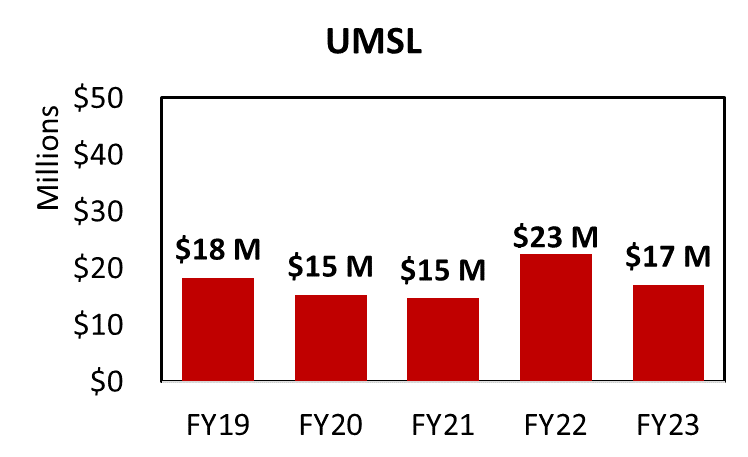 UMSL
Millions
$50
$40
$30
$20
$10
$0
$18 M
$15 M
$15 M
$23 M
$17 M
FY19
FY20
FY21
FY22
FY23